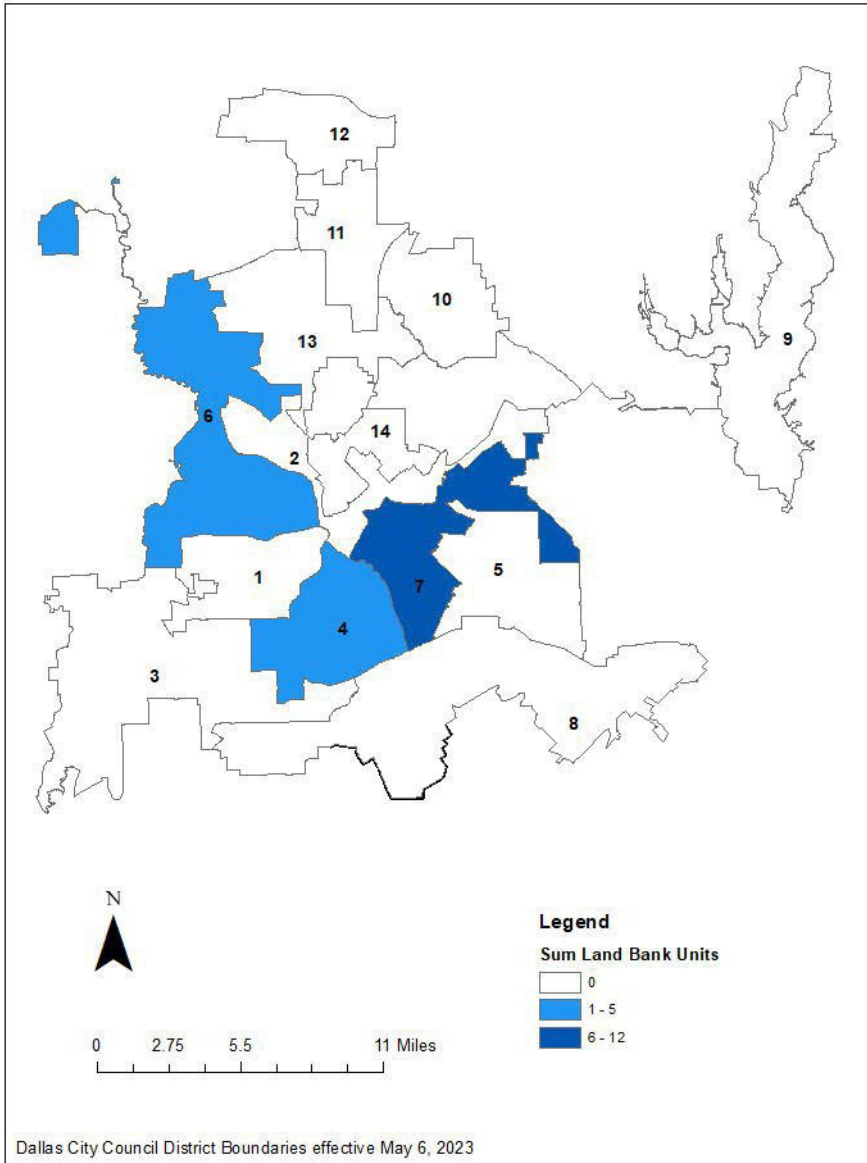 12
11
10
13
9
6
14
2
5
1
7
4
3
8
N
Legend
Sum Land Bank Units
0
1 - 5
6 - 12
0 2.75 5.5 11 Miles
Dallas City Council District Boundaries effective May 6, 2023